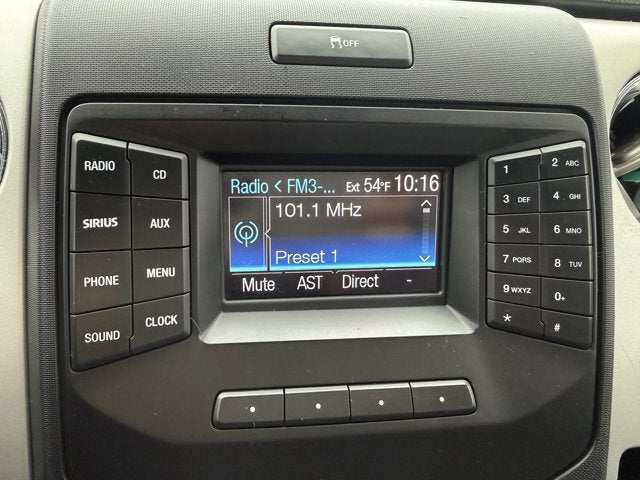 OFF
RADIO
CD
SIRIUS
AUX
PHONE
MENU
SOUND
CLOCK
Radio < FM3-... Ext 54°F 10:16
101.1 MHz
Preset 1
Mute AST Direct -
1
2 ABC
3 DEF
4 GHI
5 JKL
6 MNO
7 PQRS
8 TUV
9 WXYZ
0+
*
#